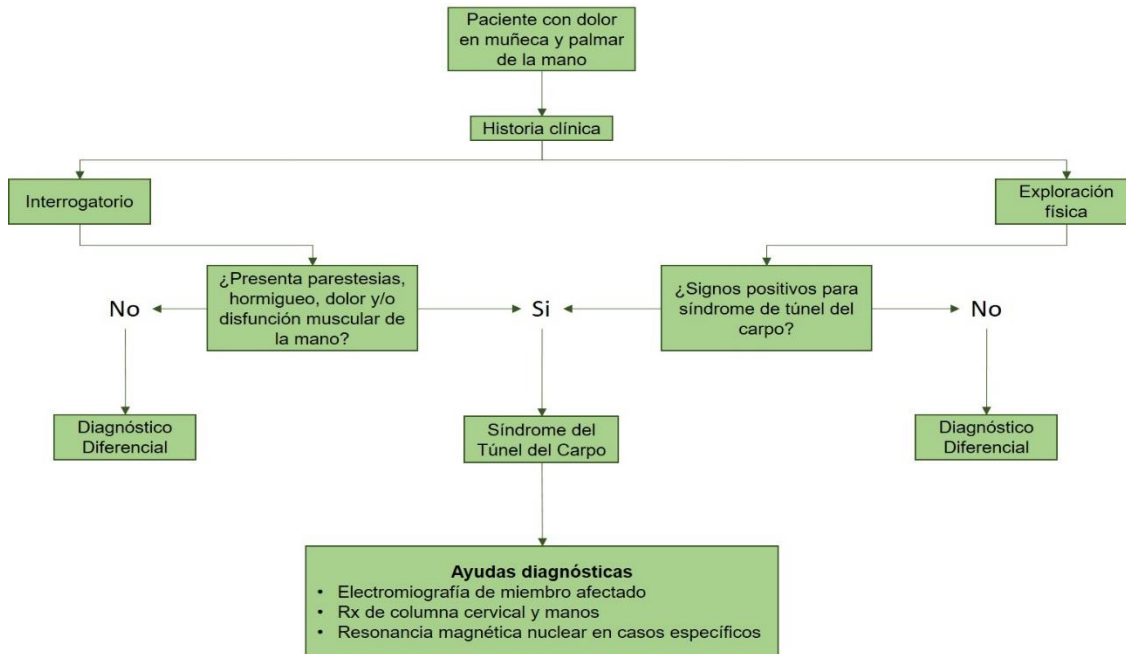 Paciente con dolor
en muñeca y palmar
de la mano
Historia clínica
Interrogatorio
Exploración
física
¿Presenta parestesias,
hormigueo, dolor y/o
disfunción muscular de
la mano?
¿Signos positivos para
síndrome de túnel del
carpo?
No
Si
No
Diagnóstico
Diferencial
Síndrome del
Túnel del Carpo
Diagnóstico
Diferencial
Ayudas diagnósticas
• Electromiografía de miembro afectado
• Rx de columna cervical y manos
• Resonancia magnética nuclear en casos específicos